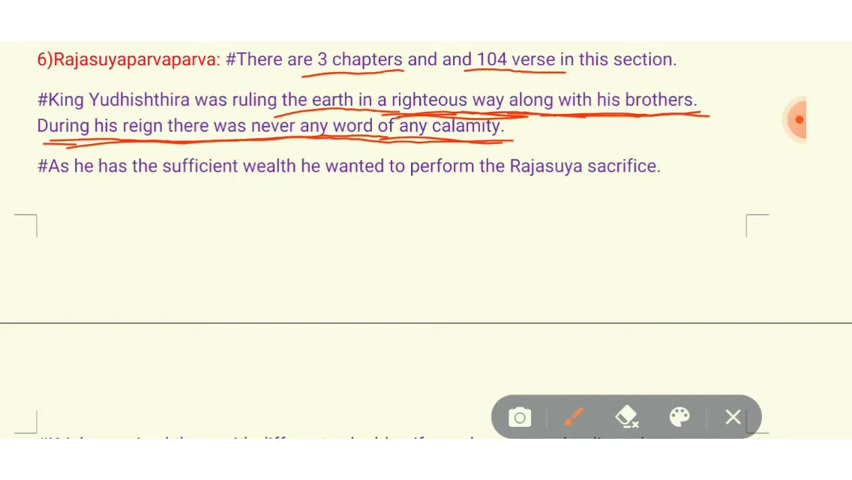 6)Rajasuyaparvaparva: #There are 3 chapters and and 104 verse in this section.
#King Yudhishthira was ruling the earth in a righteous way along with his brothers.
During his reign there was never any word of any calamity.
#As he has the sufficient wealth he wanted to perform the Rajasuya sacrifice.